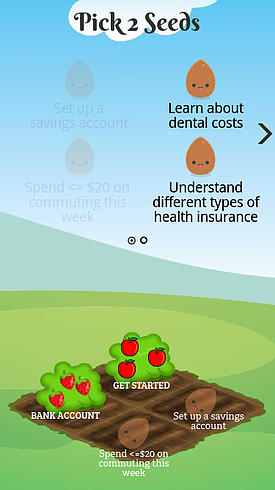 Pick 2 Seeds
Set up a
savings account
Learn about
dental costs
Spend <= $20 on
commuting this
week
Understand
different types of
health insurance
GET STARTED
BANK ACCOUNT
Set up a savings
account
Spend <=$20 on
commuting this
week